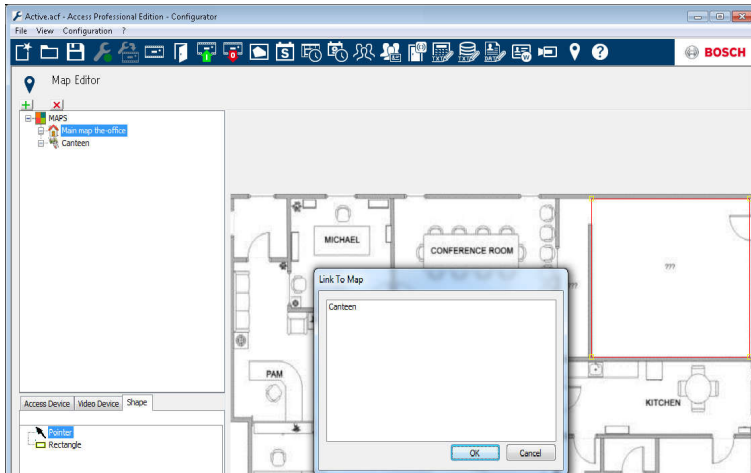 Active.acf - Access Professional Edition - Configurator
File View Configuration ?
BOSCH
Map Editor
MAPS
Main map the-office
Canteen
MICHAEL
CONFERENCE ROOM
???
???
Link To Map
Canteen
PAM
KITCHEN
Access Device Video Device Shape
Pointer
Rectangle
OK Cancel